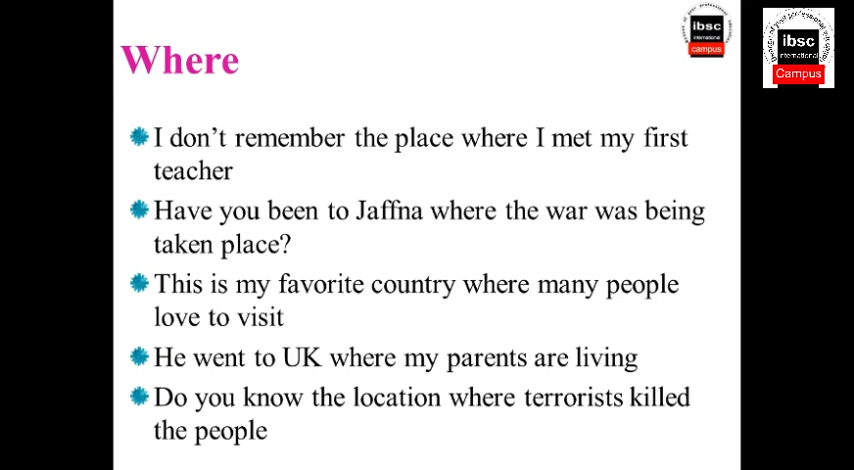 Where
ibsc
international
campus
ibsc
international
Campus
I don't remember the place where I met my first
teacher
Have you been to Jaffna where the war was being
taken place?
This is my favorite country where many people
love to visit
He went to UK where my parents are living
Do you know the location where terrorists killed
the people